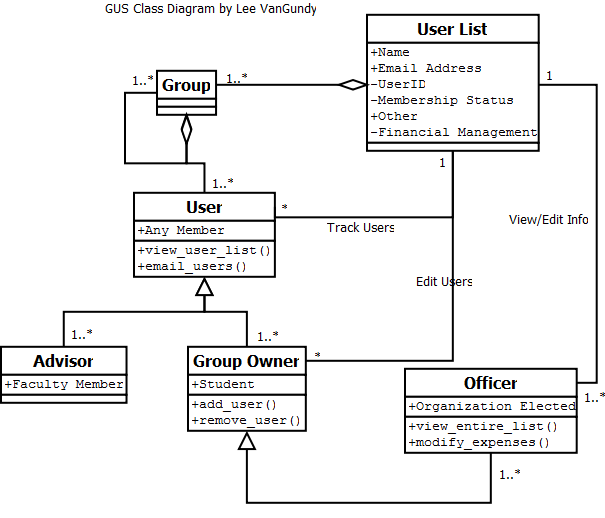 GUS Class Diagram by Lee VanGundy
User List
+Name
+Email Address
-UserID
-Membership Status
+Other
-Financial Management
1..*
Group
1..*
1
1
1..*
User
+Any Member
+view_user_list()
+email_users()
*
Track Users
View/Edit Info
Edit Users
1..*
1..*
*
Advisor
+Faculty Member
Group Owner
+Student
+add_user()
+remove_user()
Officer
+Organization Elected
+view_entire_list()
+modify_expenses()
1..*
1..*